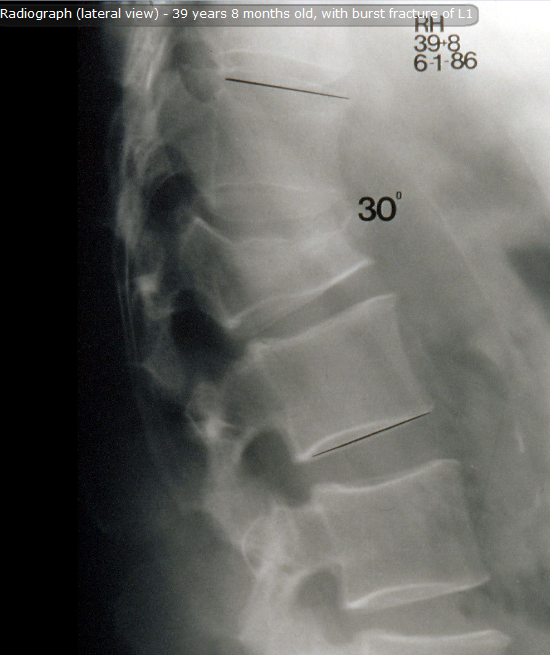 Radiograph (lateral view) - 39 years 8 months old, with burst fracture of L1
RH
39+8
6-1-86
30°